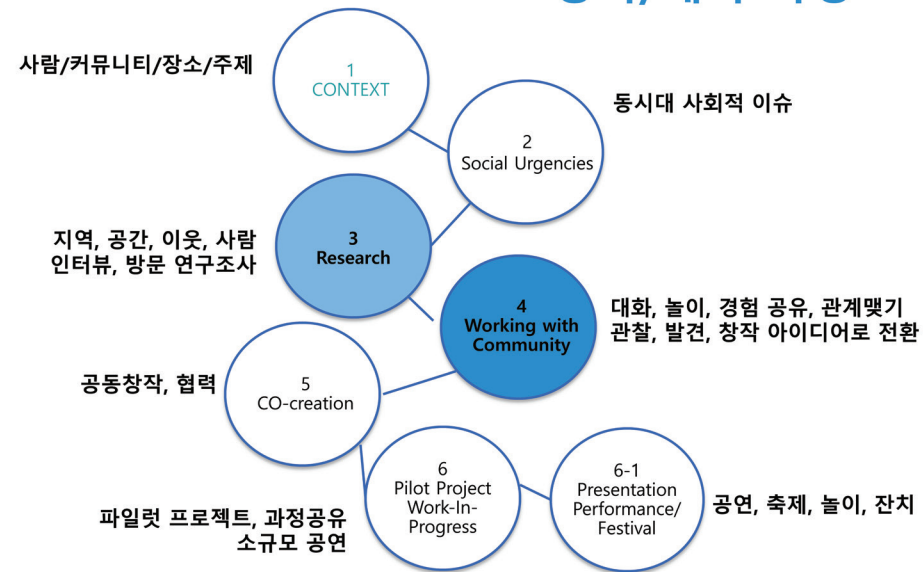 사람/커뮤니티/장소/주제
1
CONTEXT
동시대 사회적 이슈
2
Social Urgencies
지역, 공간, 이웃, 사람
인터뷰, 방문 연구조사
3
Research
4
Working with
Community
대화, 놀이, 경험 공유, 관계맺기
관찰, 발견, 창작 아이디어로 전환
공동창작, 협력
5
CO-creation
6
Pilot Project
Work-In-
Progress
파일럿 프로젝트, 과정공유
소규모 공연
6-1
Presentation
Performance/
Festival
공연, 축제, 놀이, 잔치